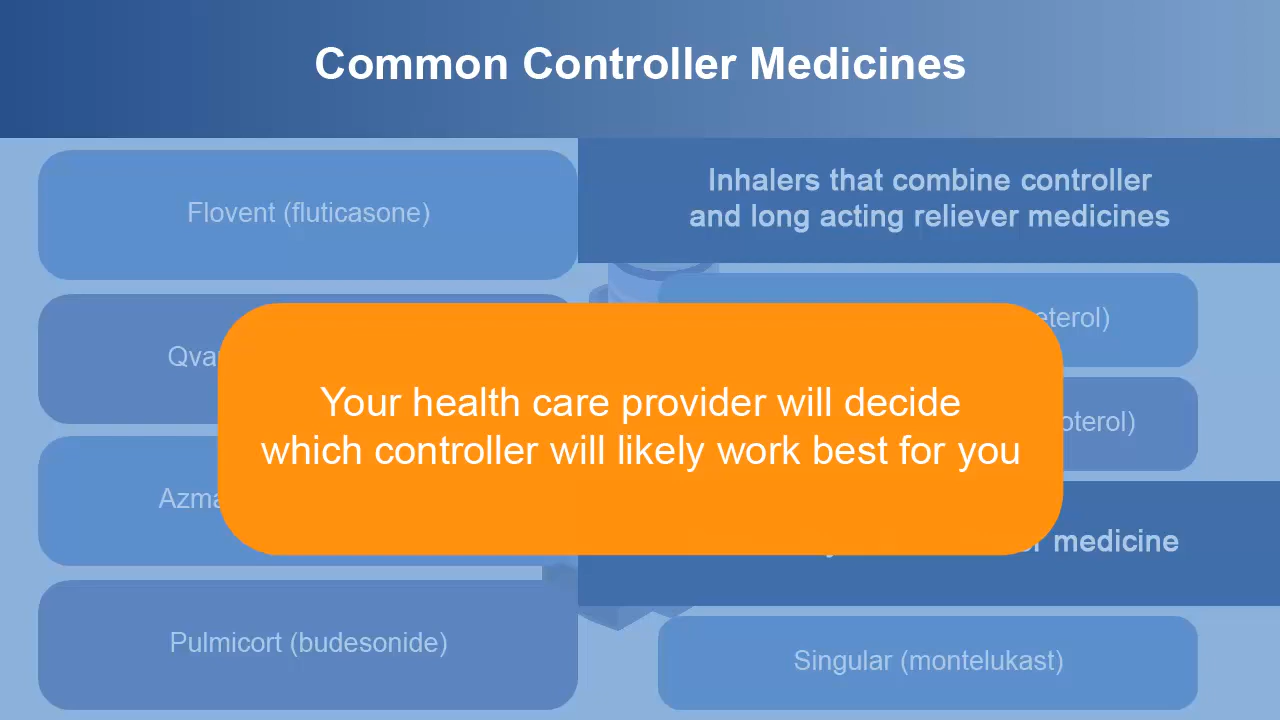 Common Controller Medicines
Flovent (fluticasone)
Inhalers that combine controller
and long acting reliever medicines
Your health care provider will decide
which controller will likely work best for you
medicine
Pulmicort (budesonide)
Singular (montelukast)